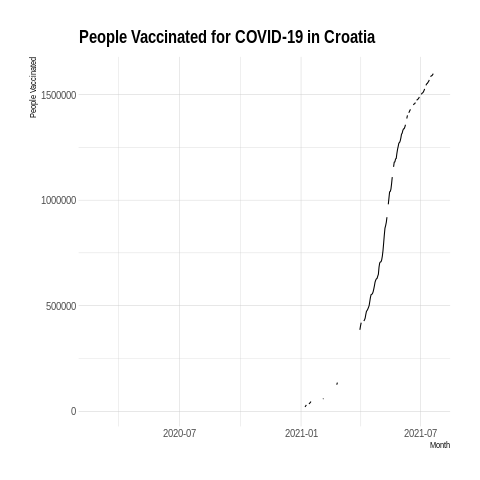 People Vaccinated for COVID-19 in Croatia
People Vaccinated
1500000
1000000
500000
0
2020-07
2021-01
2021-07
Month